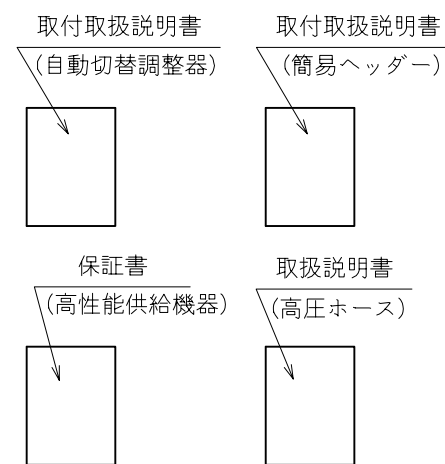 取付取扱説明書
(自動切替調整器)
取付取扱説明書
(簡易ヘッダー)
保証書
(高性能供給機器)
取扱説明書
(高圧ホース)